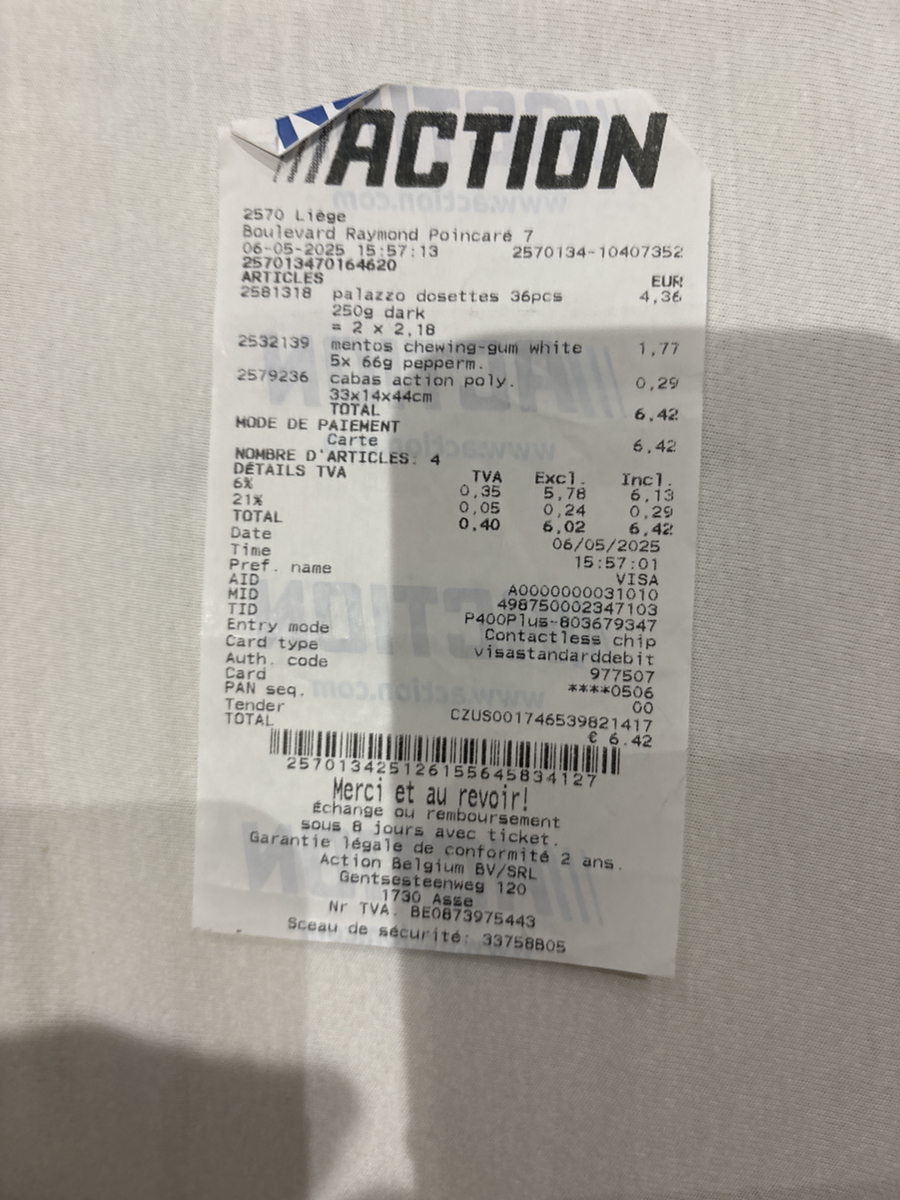 ACTION
2570 Liège
Boulevard Raymond Poincaré 7
06-05-2025 15:57:13 2570134-10407352
257013470164620
ARTICLES EUR
2581318 palazzo dosettes 36pcs 4,36
250g dark
= 2 x 2,18
2532139 mentos chewing-gum white 1,77
5x 66g pepperm.
2579236 cabas action poly. 0,29
33x14x44cm
TOTAL 6,42
MODE DE PAIEMENT
Carte 6,42
NOMBRE D'ARTICLES: 4
DÉTAILS TVA TVA Excl. Incl.
6% 0,35 5,78 6,13
21% 0,05 0,24 0,29
TOTAL 0,40 6,02 6,42
Date 06/05/2025
Time 15:57:01
Pref. name VISA
AID A0000000031010
MID 498750002347103
TID P400Plus-803679347
Entry mode Contactless chip
Card type visastandarddebit
Auth. code 977507
Card ****0506
PAN seq. 00
Tender CZUS001746539821417
TOTAL € 6.42
257013425126155645834127
Merci et au revoir!
Échange ou remboursement
sous 8 jours avec ticket.
Garantie légale de conformité 2 ans.
Action Belgium BV/SRL
Gentsesteenweg 120
1730 Asse
Nr TVA. BE0873975443
Sceau de sécurité: 33758B05